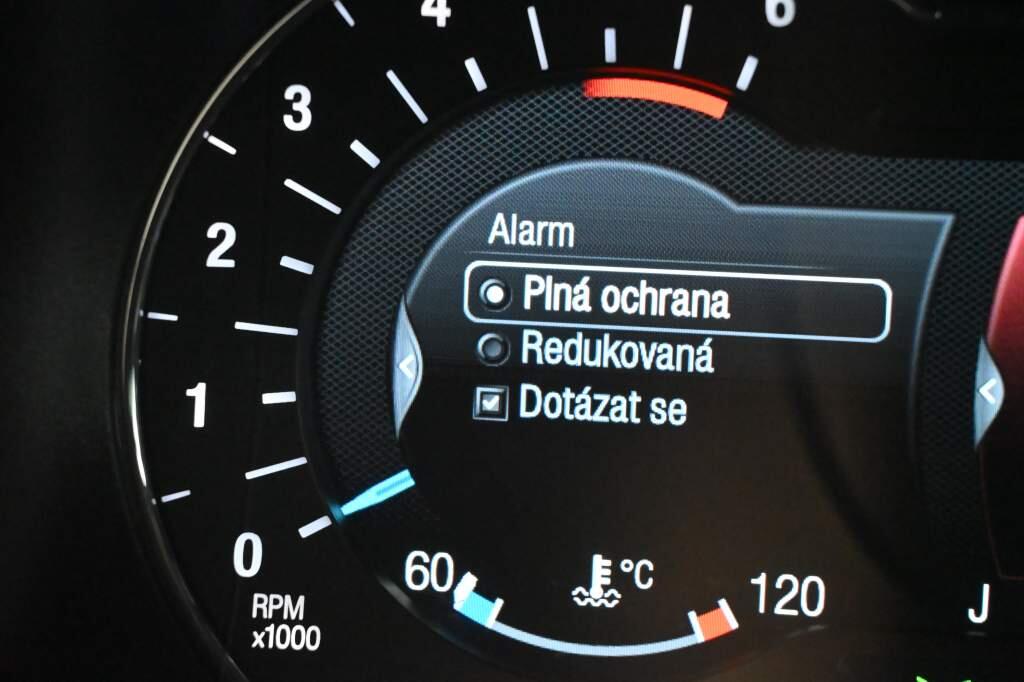 4
6
3
2
1
0
RPM
x1000
Alarm
Plná ochrana
Redukovaná
Dotázat se
60
°C
120
J